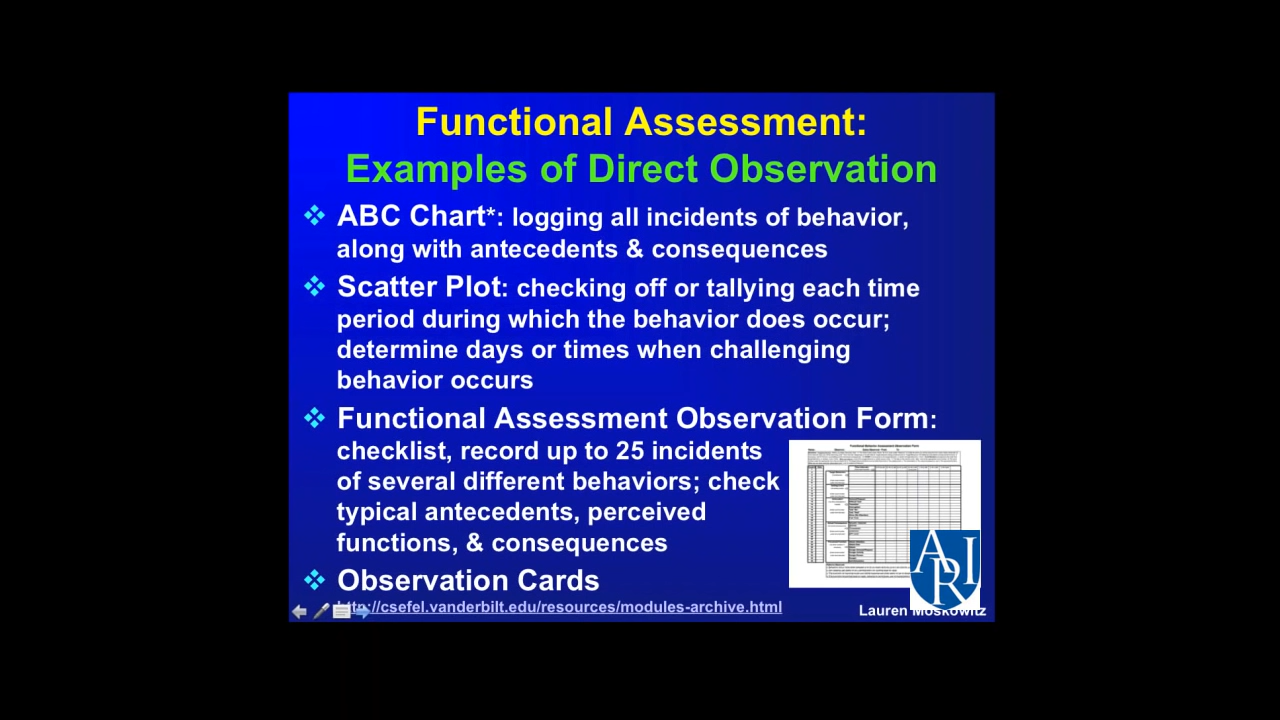 Functional Assessment:
Examples of Direct Observation
❖ ABC Chart*: logging all incidents of behavior,
along with antecedents & consequences
❖ Scatter Plot: checking off or tallying each time
period during which the behavior does occur;
determine days or times when challenging
behavior occurs
❖ Functional Assessment Observation Form:
checklist, record up to 25 incidents
of several different behaviors; check
typical antecedents, perceived
functions, & consequences
❖ Observation Cards
http://csefel.vanderbilt.edu/resources/modules-archive.html
ARI
Lauren Moskowitz